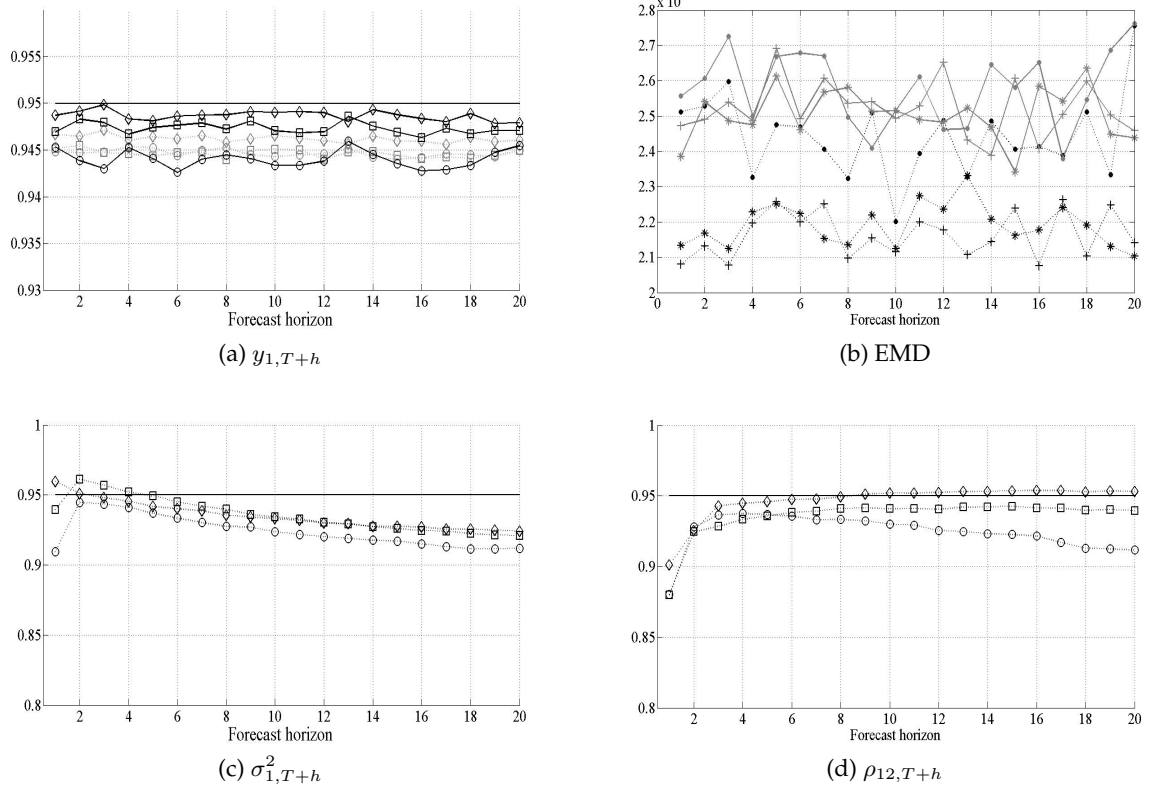 0.955
0.95
0.945
0.94
0.935
0.93
2 4 6 8 10 12 14 16 18 20
Forecast horizon
(a) y1,T+h
2.8
2.7
2.6
2.5
2.4
2.3
2.2
2.1
2
0 2 4 6 8 10 12 14 16 18 20
Forecast horizon
(b) EMD
1
0.95
0.9
0.85
0.8
2 4 6 8 10 12 14 16 18 20
Forecast horizon
(c) σ²1,T+h
1
0.95
0.9
0.85
0.8
2 4 6 8 10 12 14 16 18 20
Forecast horizon
(d) ρ12,T+h